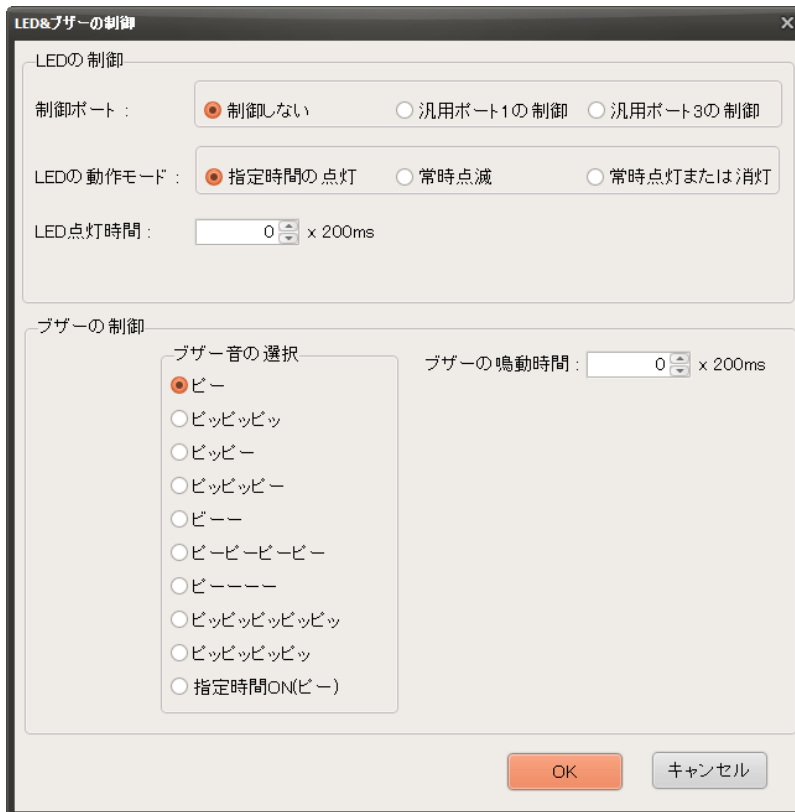 LED&ブザーの制御
LEDの制御
制御ポート :
制御しない
汎用ポート1の制御
汎用ポート3の制御
LEDの動作モード :
指定時間の点灯
常時点滅
常時点灯または消灯
LED点灯時間 :
0
x 200ms
ブザーの制御
ブザー音の選択
ピー
ピッピッピッ
ピッピー
ピッピッピー
ピーー
ピーピーピーピー
ピーーーー
ピッピッピッピッピッ
ピッピッピッピッ
指定時間ON(ピー)
ブザーの鳴動時間 :
0
x 200ms
OK
キャンセル